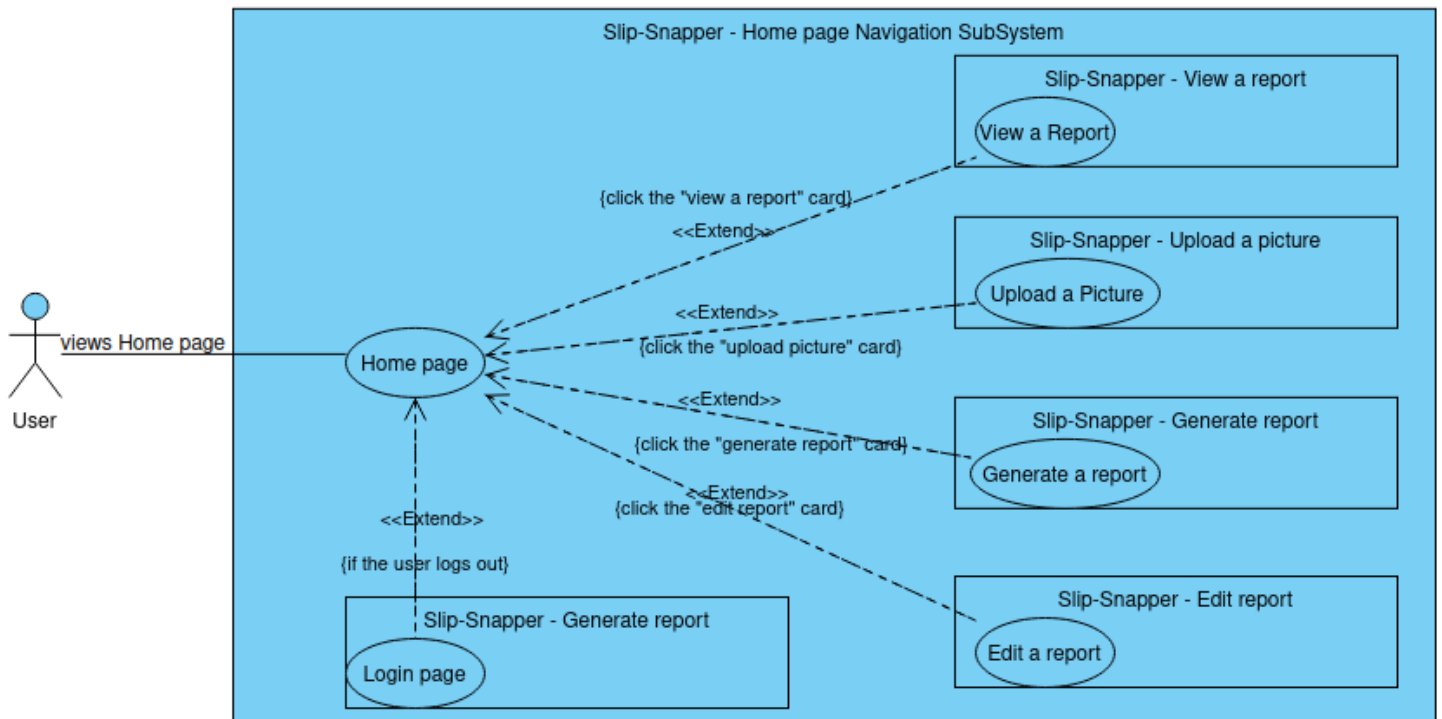 Slip-Snapper - Home page Navigation SubSystem
Slip-Snapper - View a report
View a Report
{click the "view a report" card}
<<Extend>>
Slip-Snapper - Upload a picture
Upload a Picture
<<Extend>>
{click the "upload picture" card}
views Home page
Home page
User
<<Extend>>
Slip-Snapper - Generate report
{click the "generate report" card}
Generate a report
<<Extend>>
{click the "edit report" card}
<<Extend>>
{if the user logs out}
Slip-Snapper - Edit report
Edit a report
Slip-Snapper - Generate report
Login page